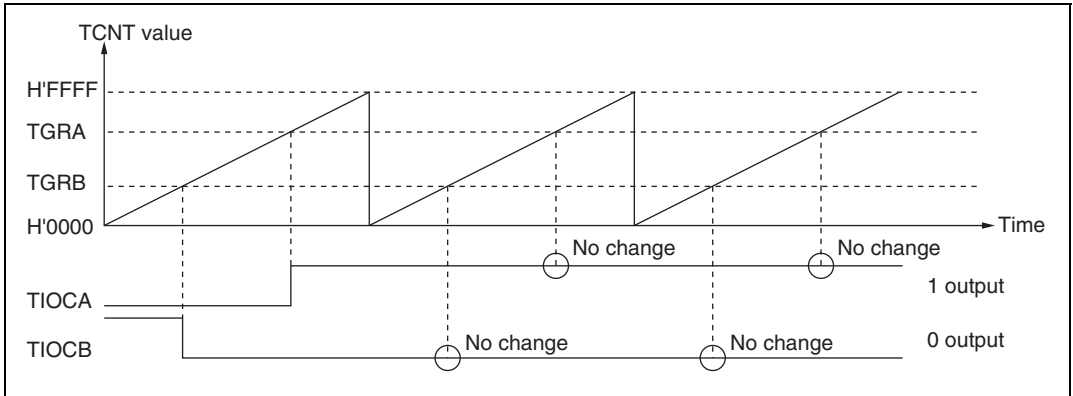 TCNT value
H'FFFF
TGRA
TGRB
H'0000
Time
No change
No change
TIOCA
1 output
No change
No change
TIOCB
0 output